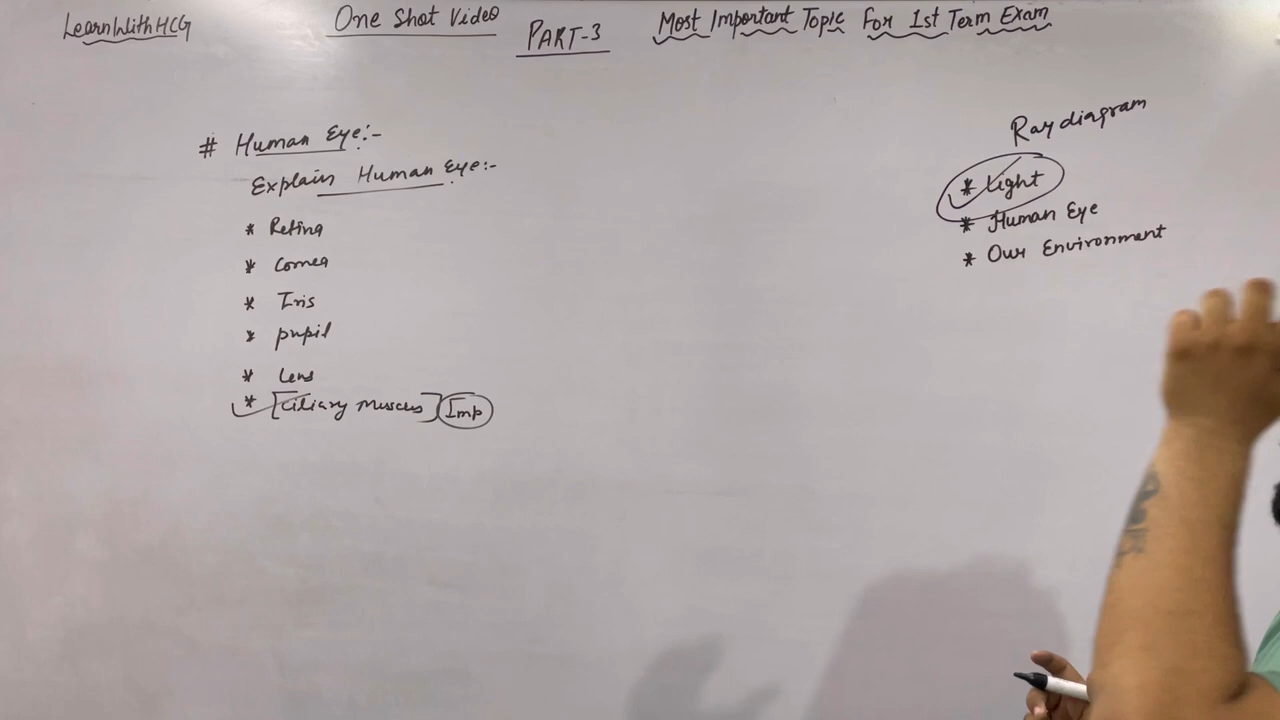 LearnWithHCG
One Shot Video
PART-3
Most Important Topic For 1st Term Exam
# Human Eye:-
Explain Human Eye:-
* Retina
* Cornea
* Iris
* pupil
* Lens
* [Ciliary muscles] Imp
Ray diagram
* Light
* Human Eye
* Our Environment